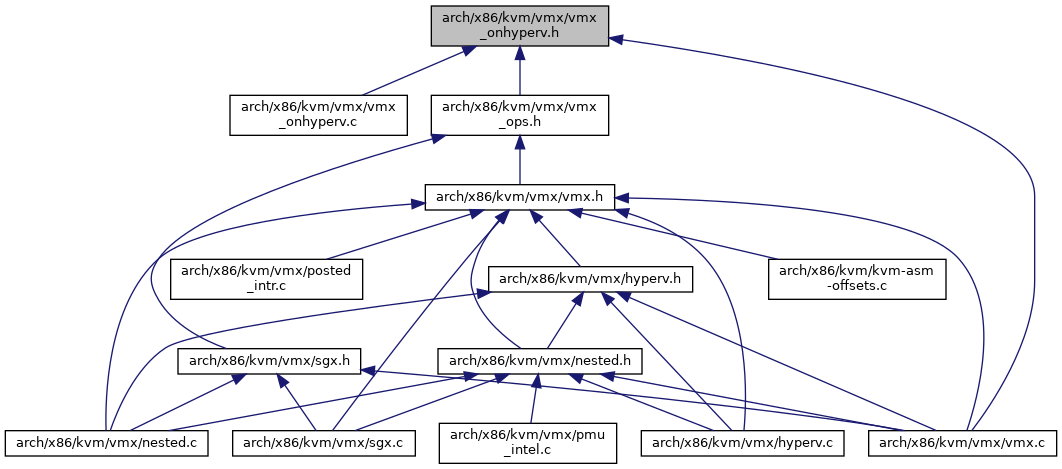 arch/x86/kvm/vmx/vmx
_onhyperv.h
arch/x86/kvm/vmx/vmx
_onhyperv.c
arch/x86/kvm/vmx/vmx
_ops.h
arch/x86/kvm/vmx/vmx.h
arch/x86/kvm/vmx/posted
_intr.c
arch/x86/kvm/vmx/hyperv.h
arch/x86/kvm/kvm-asm
-offsets.c
arch/x86/kvm/vmx/sgx.h
arch/x86/kvm/vmx/nested.h
arch/x86/kvm/vmx/nested.c
arch/x86/kvm/vmx/sgx.c
arch/x86/kvm/vmx/pmu
_intel.c
arch/x86/kvm/vmx/hyperv.c
arch/x86/kvm/vmx/vmx.c